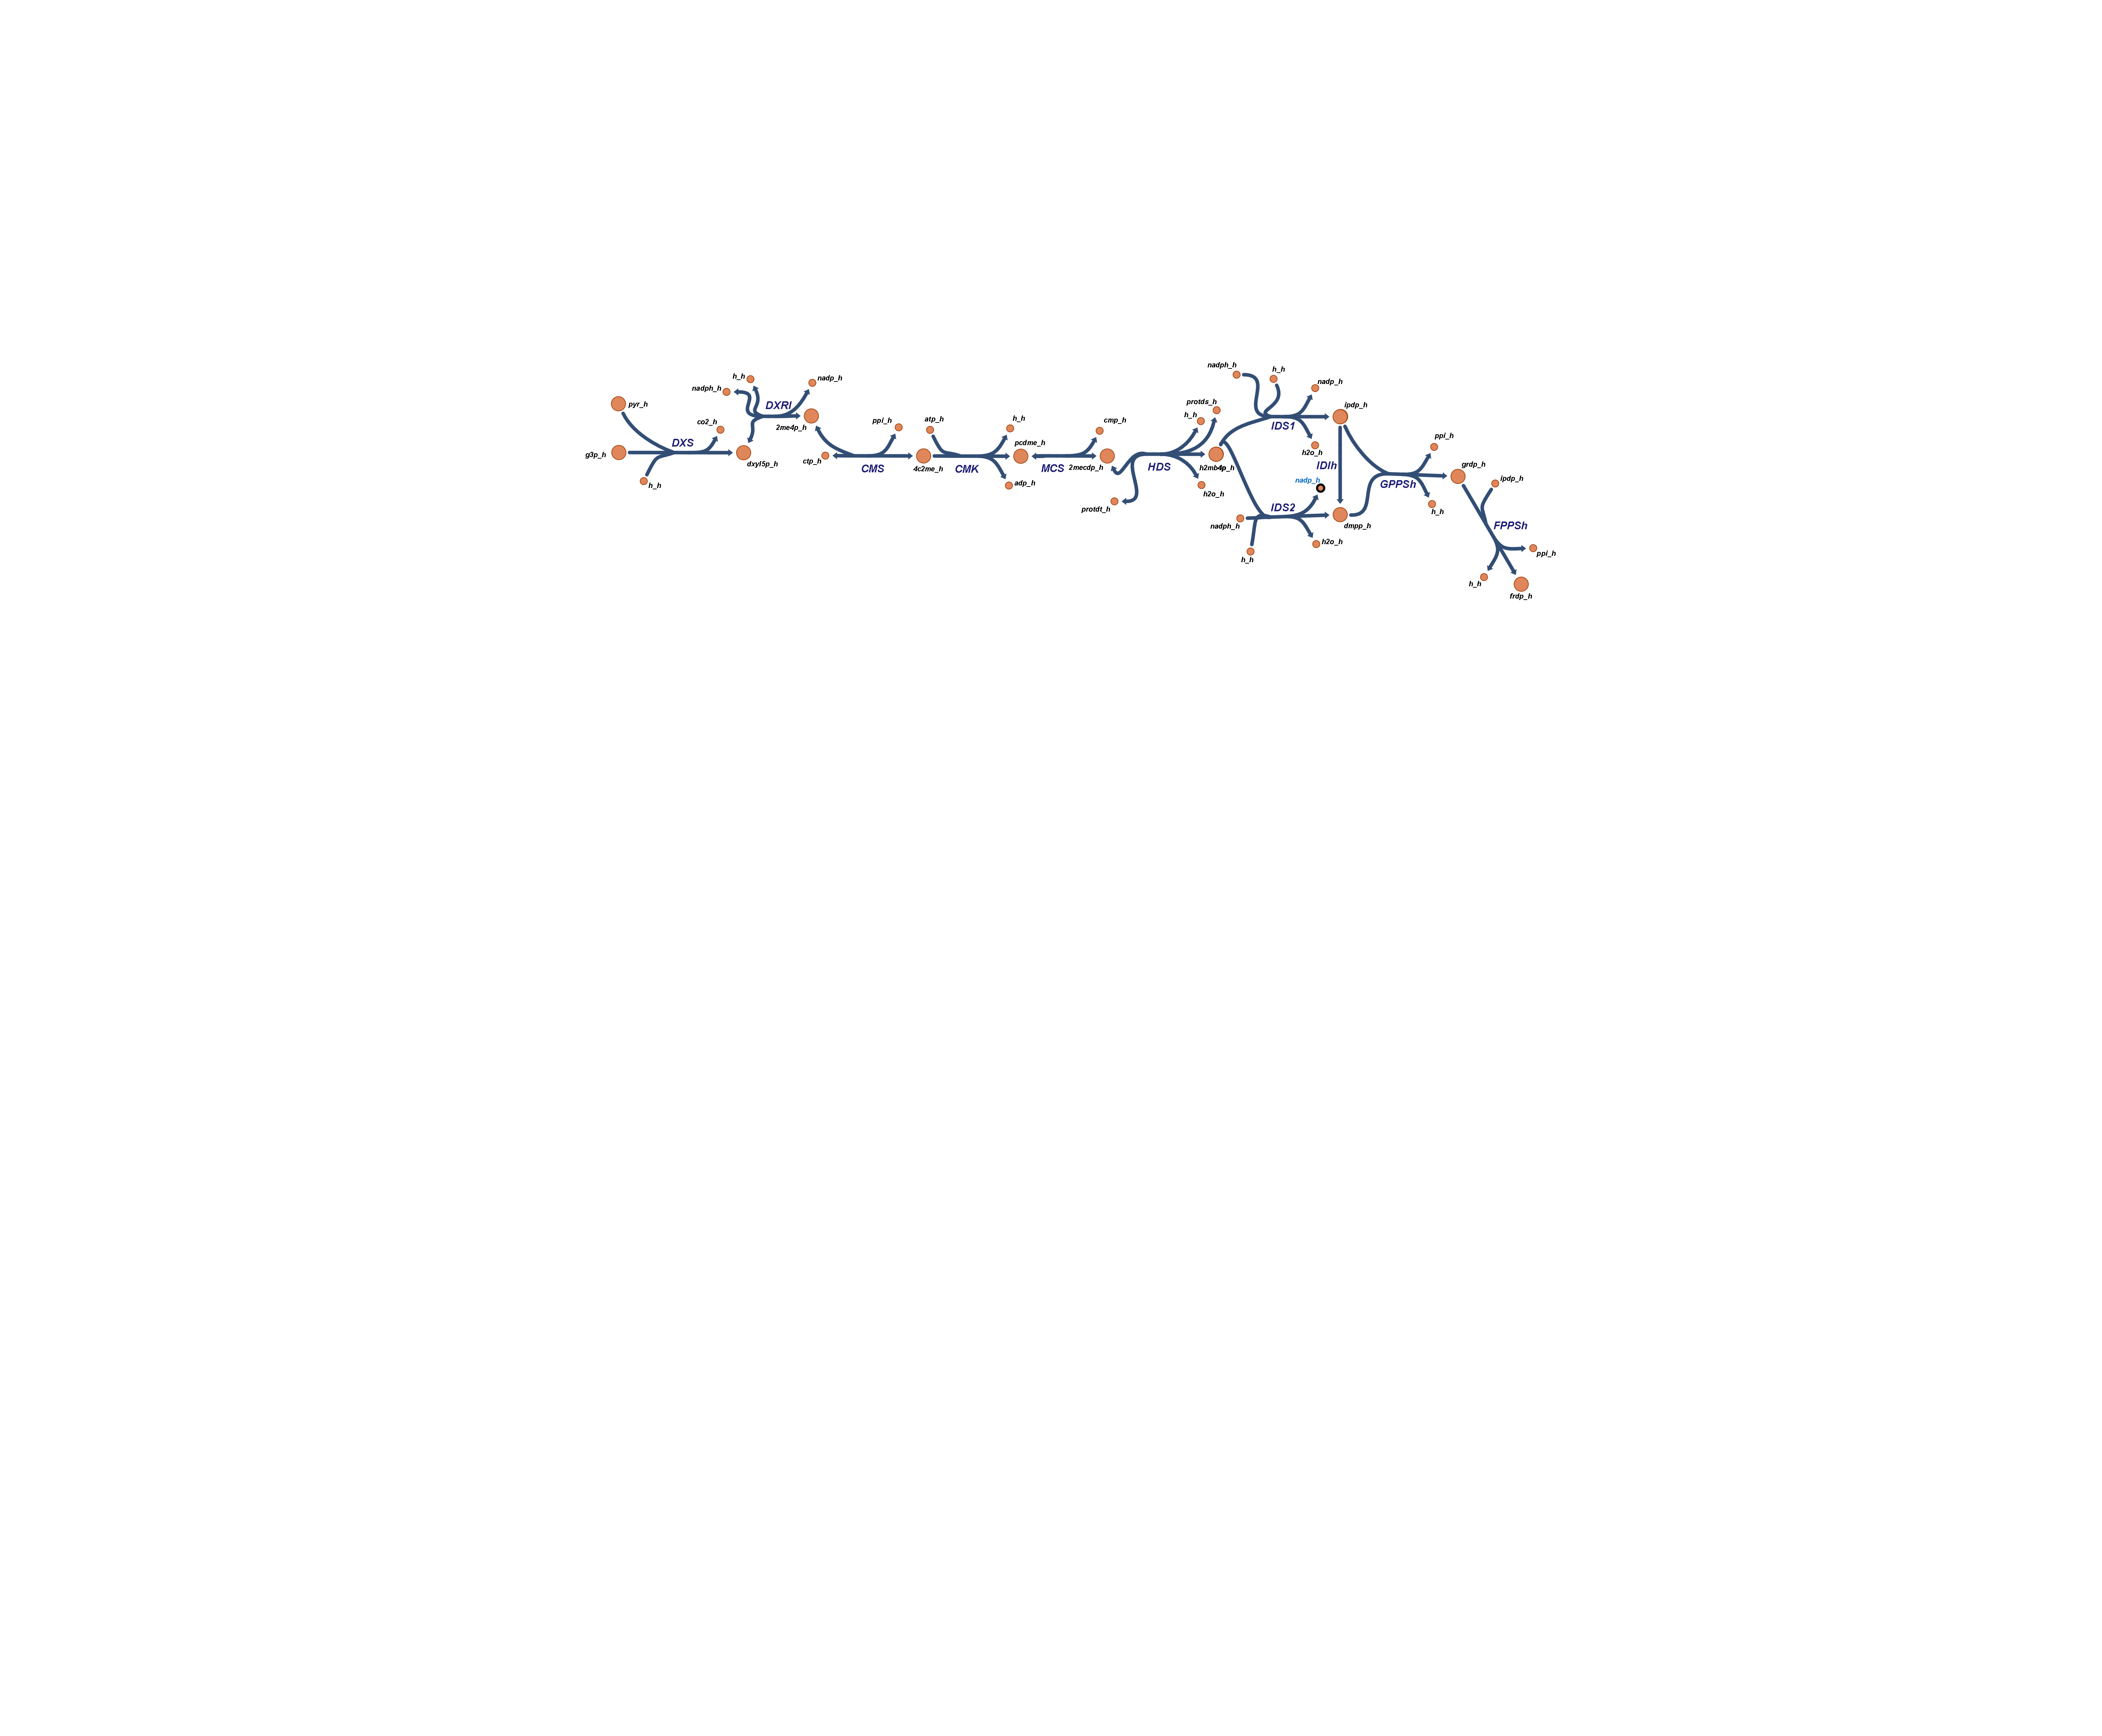 pyr_h
g3p_h
h_h
DXS
co2_h
dxyl5p_h
nadph_h
h_h
DXRI
nadp_h
2me4p_h
ctp_h
CMS
ppi_h
4c2me_h
atp_h
CMK
h_h
adp_h
pcdme_h
MCS
cmp_h
2mecdp_h
protdt_h
HDS
h_h
protds_h
h2o_h
h2mb4p_h
nadph_h
h_h
IDS1
nadp_h
h2o_h
ipdp_h
IDIh
nadph_h
h_h
IDS2
nadp_h
h2o_h
dmpp_h
GPPSh
ppi_h
h_h
grdp_h
ipdp_h
FPPSh
ppi_h
h_h
frdp_h